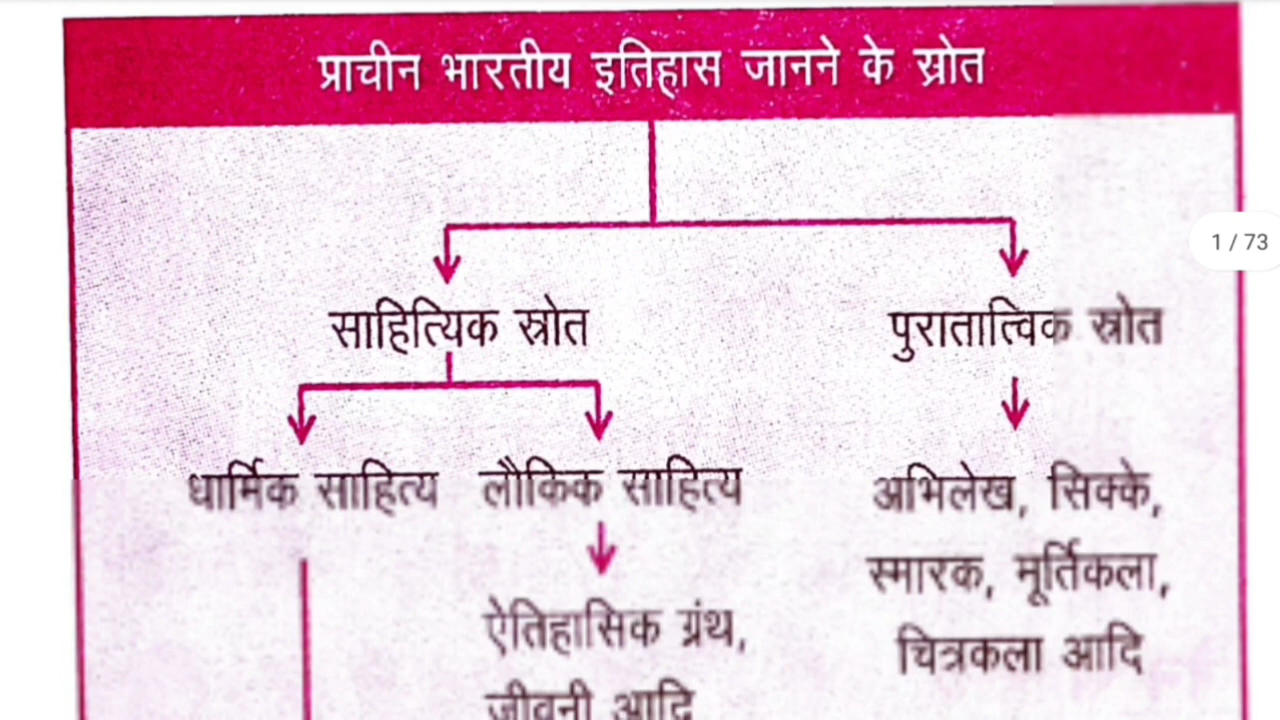 प्राचीन भारतीय इतिहास जानने के स्रोत
1 / 73
साहित्यिक स्रोत
पुरातात्विक स्रोत
धार्मिक साहित्य
लौकिक साहित्य
ऐतिहासिक ग्रंथ,
जीवनी आदि
अभिलेख, सिक्के,
स्मारक, मूर्तिकला,
चित्रकला आदि